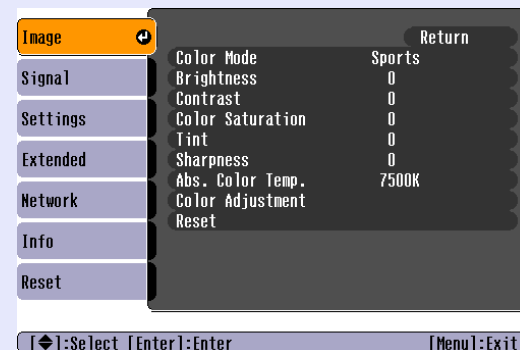 Image
Signal
Settings
Extended
Network
Info
Reset
Return
Color Mode Sports
Brightness 0
Contrast 0
Color Saturation 0
Tint 0
Sharpness 0
Abs. Color Temp. 7500K
Color Adjustment
Reset
[◆]:Select [Enter]:Enter [Menu]:Exit